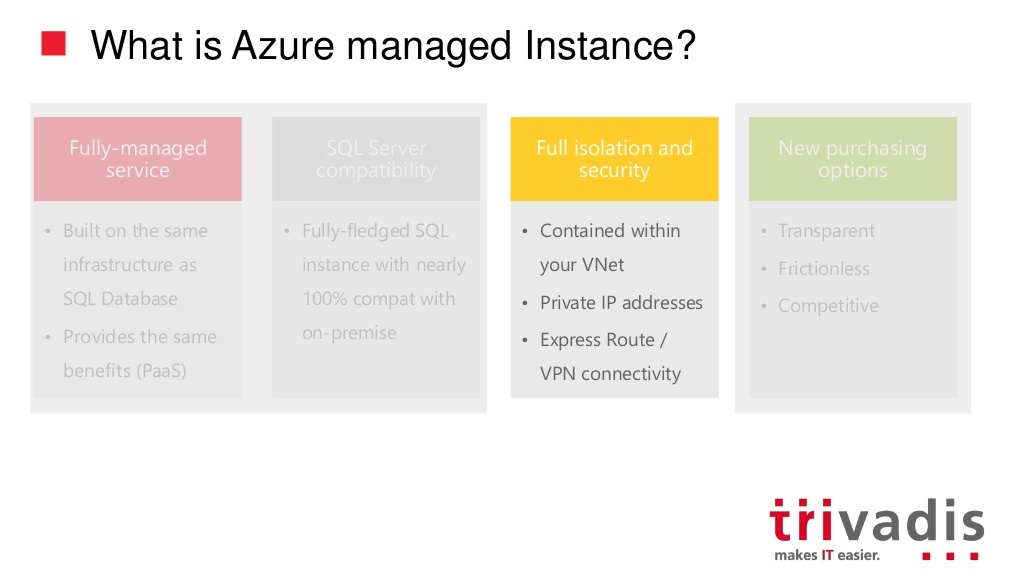 What is Azure managed Instance?
Fully-managed
service
• Built on the same
infrastructure as
SQL Database
• Provides the same
benefits (PaaS)
SQL Server
compatibility
• Fully-fledged SQL
instance with nearly
100% compat with
on-premise
Full isolation and
security
• Contained within
your VNet
• Private IP addresses
• Express Route /
VPN connectivity
New purchasing
options
• Transparent
• Frictionless
• Competitive
trivadis
makes IT easier.